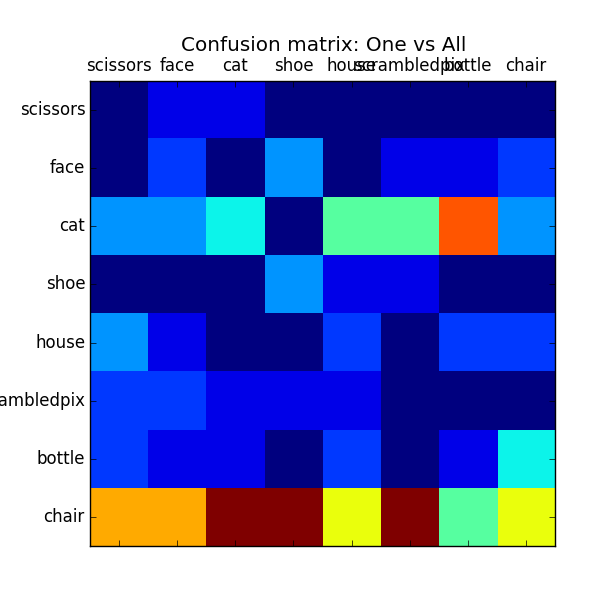 Confusion matrix: One vs All
scissors face cat shoe house scrambledpix bottle chair
scissors
face
cat
shoe
house
ambledpix
bottle
chair